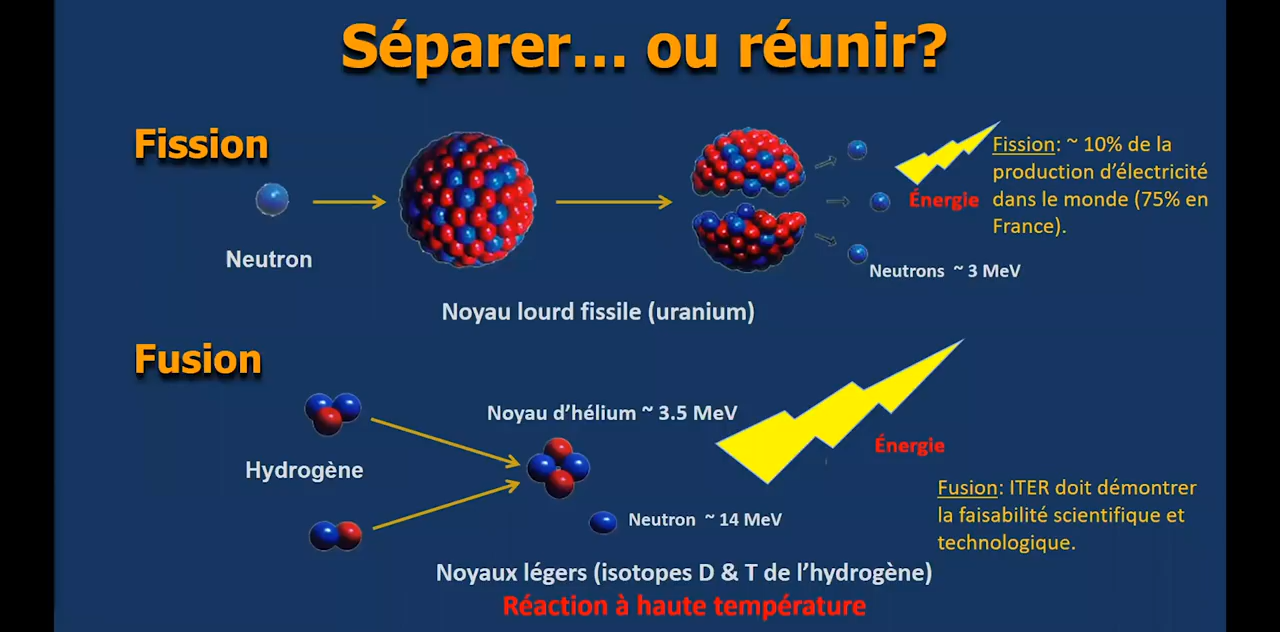 Séparer... ou réunir?
Fission
Neutron
Noyau lourd fissile (uranium)
Énergie
Neutrons ~ 3 MeV
Fission: ~ 10% de la
production d'électricité
dans le monde (75% en
France).
Fusion
Hydrogène
Noyau d'hélium ~ 3.5 MeV
Neutron ~ 14 MeV
Énergie
Noyaux légers (isotopes D & T de l'hydrogène)
Réaction à haute température
Fusion: ITER doit démontrer
la faisabilité scientifique et
technologique.